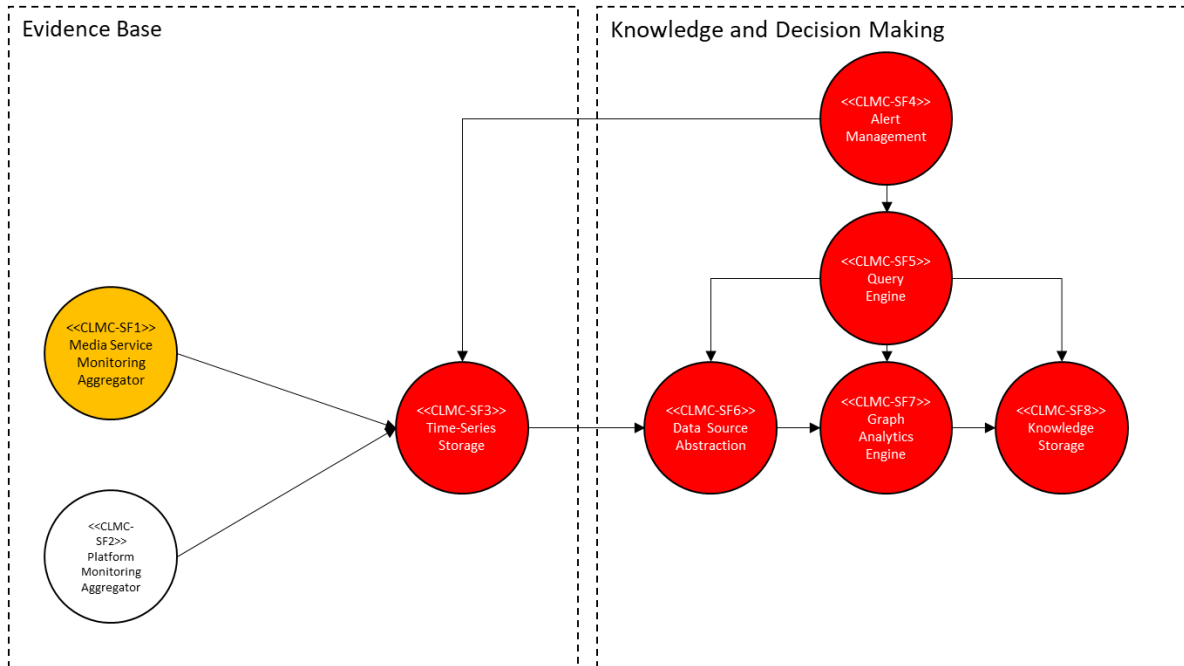 Evidence Base
Knowledge and Decision Making
<<CLMC-SF4>>
Alert
Management
<<CLMC-SF5>>
Query
Engine
<<CLMC-SF1>>
Media Service
Monitoring
Aggregator
<<CLMC-SF3>>
Time-Series
Storage
<<CLMC-SF6>>
Data Source
Abstraction
<<CLMC-SF7>>
Graph
Analytics
Engine
<<CLMC-SF8>>
Knowledge
Storage
<<CLMC-
SF2>>
Platform
Monitoring
Aggregator